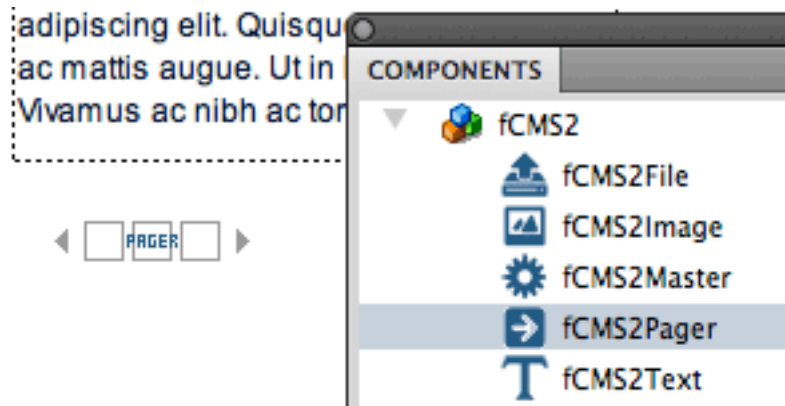 adipiscing elit. Quisqu
ac mattis augue. Ut in
Vivamus ac nibh ac tor
PAGER
COMPONENTS
fCMS2
fCMS2File
fCMS2Image
fCMS2Master
fCMS2Pager
fCMS2Text